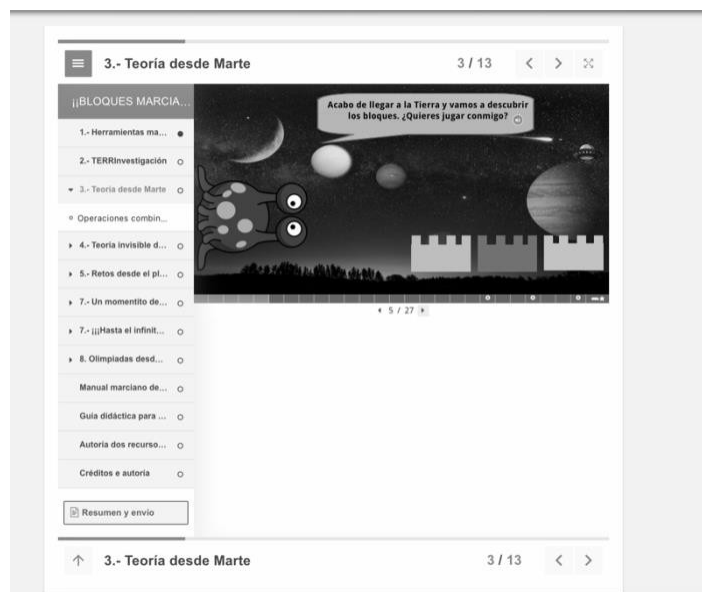 3.- Teoría desde Marte
3 / 13
¡¡BLOQUES MARCIA...
1.- Herramientas ma...
2.- TERRInvestigación
3.- Teoría desde Marte
Operaciones combin...
4.- Teoría invisible d...
5.- Retos desde el pl...
7.- Un momentito de...
7.- ¡¡¡Hasta el infinit...
8. Olimpiadas desd...
Manual marciano de...
Guía didáctica para ...
Autoría dos recurso...
Créditos e autoría
Resumen y envío
Acabo de llegar a la Tierra y vamos a descubrir
los bloques. ¿Quieres jugar conmigo?
5 / 27
3.- Teoría desde Marte
3 / 13